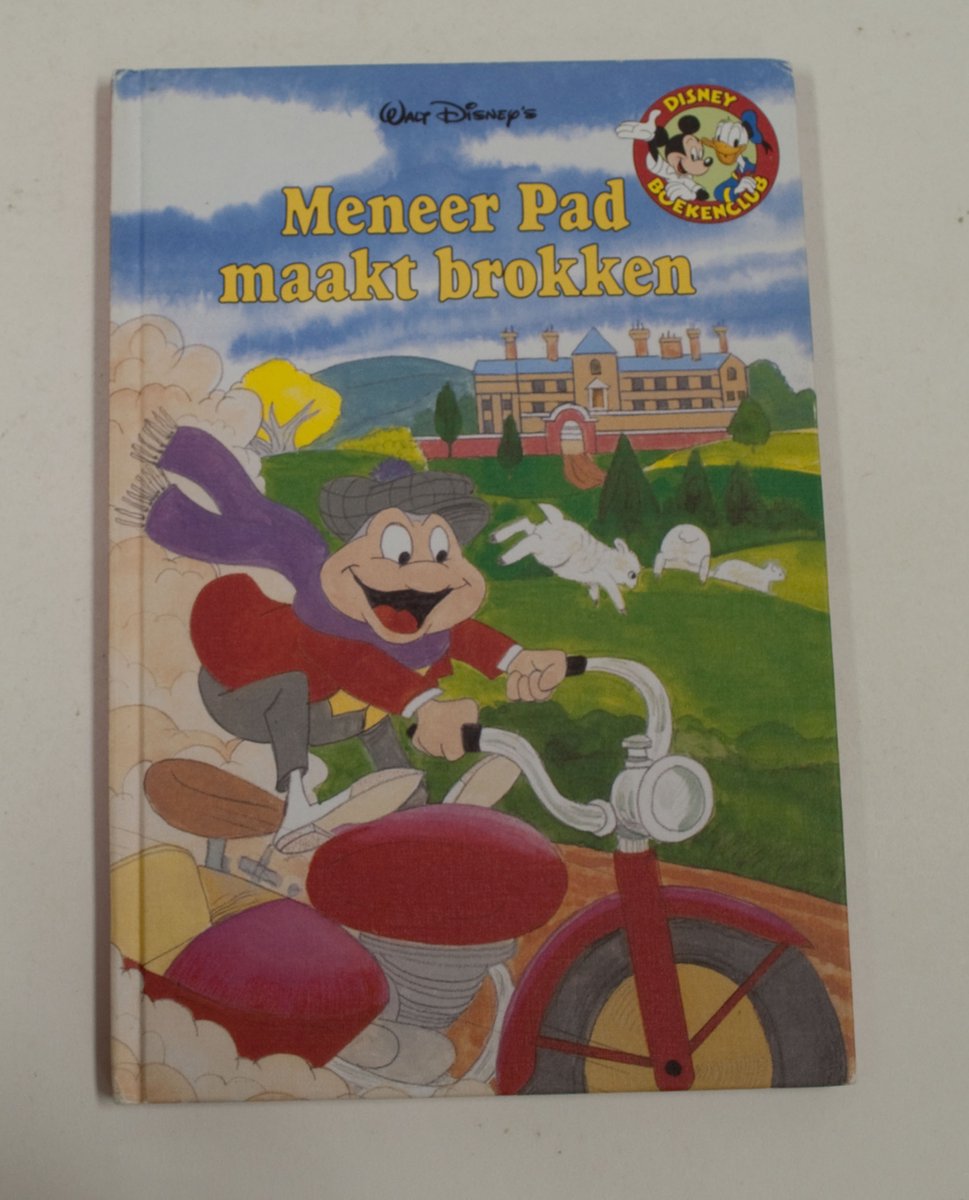 Walt Disney's
DISNEY
BOEKENCLUB
Meneer Pad
maakt brokken